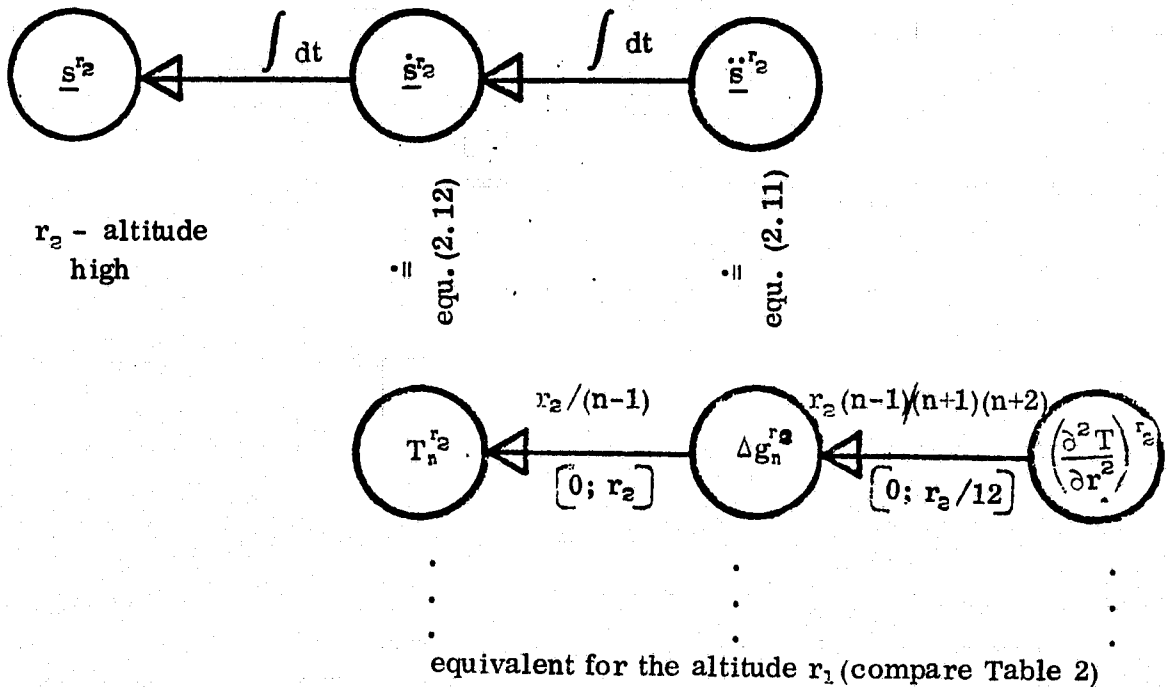 ∫ dt ∫ dt
s^r₂ ṡ^r₂ s̈^r₂
r₂ - altitude
high
·= equ. (2.12)
·= equ. (2.11)
r₂/(n-1) r₂(n-1)/(n+1)(n+2)
T_n^r₂ Δg_n^r₂ (∂²T/∂r²)^r₂
[0; r₂] [0; r₂/12]
equivalent for the altitude r₁ (compare Table 2)